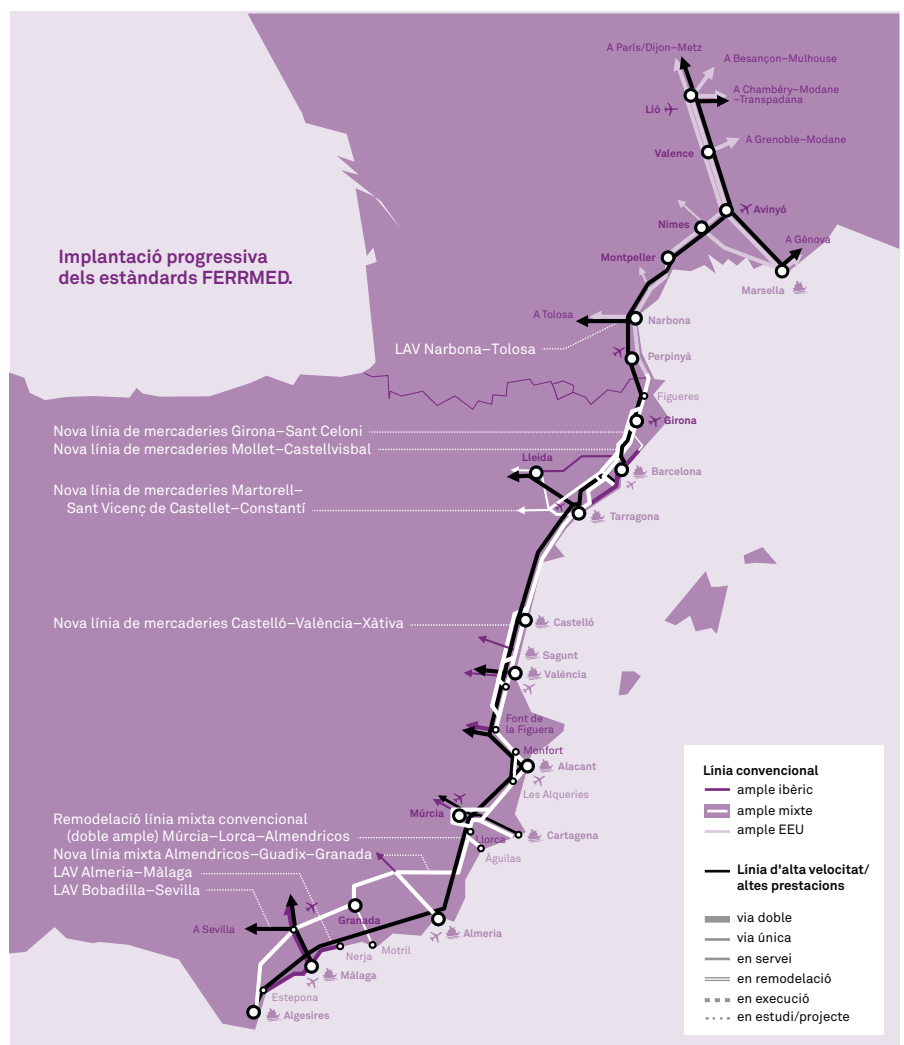 A París/Dijon–Metz
A Besançon–Mulhouse
A Chambéry–Modane
–Transpadana
Lió
A Grenoble–Modane
Valence
Avinyó
Nimes
A Gènova
Montpeller
Marsella
Implantació progressiva
dels estàndards FERRMED.
A Tolosa
Narbona
LAV Narbona–Tolosa
Perpinyà
Figueres
Girona
Nova línia de mercaderies Girona–Sant Celoni
Nova línia de mercaderies Mollet–Castellvisbal
Lleida
Barcelona
Nova línia de mercaderies Martorell–
Sant Vicenç de Castellet–Constantí
Tarragona
Nova línia de mercaderies Castelló–València–Xàtiva
Castelló
Sagunt
València
Font de
la Figuera
Monfort
Alacant
Les Alqueries
Múrcia
Remodelació línia mixta convencional
(doble ample) Múrcia–Lorca–Almendricos
Llorca
Cartagena
Nova línia mixta Almendricos–Guadix–Granada
Águilas
LAV Almeria–Màlaga
LAV Bobadilla–Sevilla
Granada
A Sevilla
Almeria
Motril
Nerja
Màlaga
Estepona
Algesires
Línia convencional
ample ibèric
ample mixte
ample EEU
Línia d'alta velocitat/
altes prestacions
via doble
via única
en servei
en remodelació
en execució
en estudi/projecte